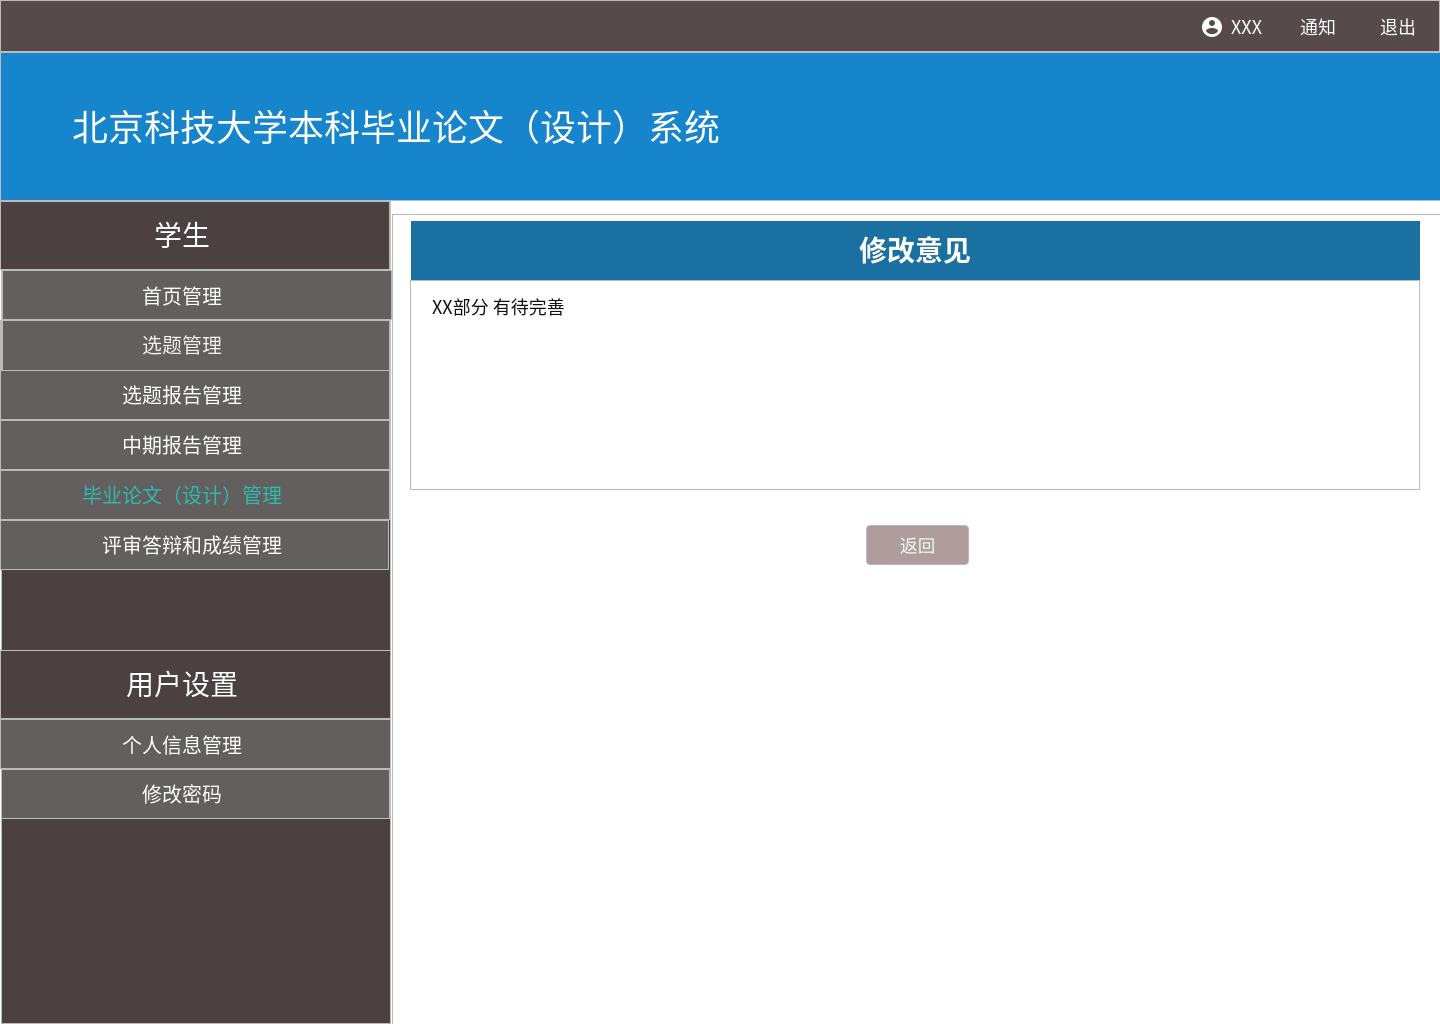 XXX 通知 退出
北京科技大学本科毕业论文（设计）系统
学生
首页管理
选题管理
选题报告管理
中期报告管理
毕业论文（设计）管理
评审答辩和成绩管理
用户设置
个人信息管理
修改密码
修改意见
XX部分 有待完善
返回